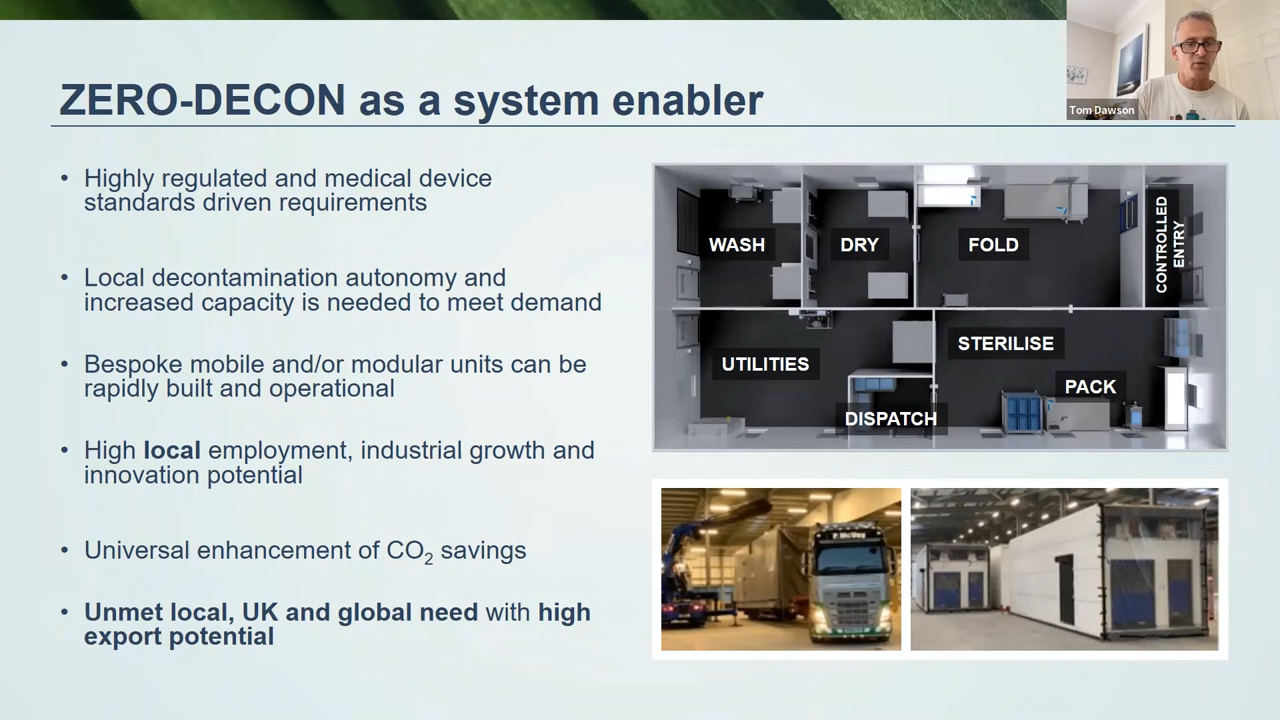 ZERO-DECON as a system enabler
Tom Dawson
• Highly regulated and medical device
standards driven requirements
• Local decontamination autonomy and
increased capacity is needed to meet demand
• Bespoke mobile and/or modular units can be
rapidly built and operational
• High local employment, industrial growth and
innovation potential
• Universal enhancement of CO₂ savings
• Unmet local, UK and global need with high
export potential
WASH
DRY
FOLD
CONTROLLED
ENTRY
UTILITIES
STERILISE
PACK
DISPATCH
P. McVey